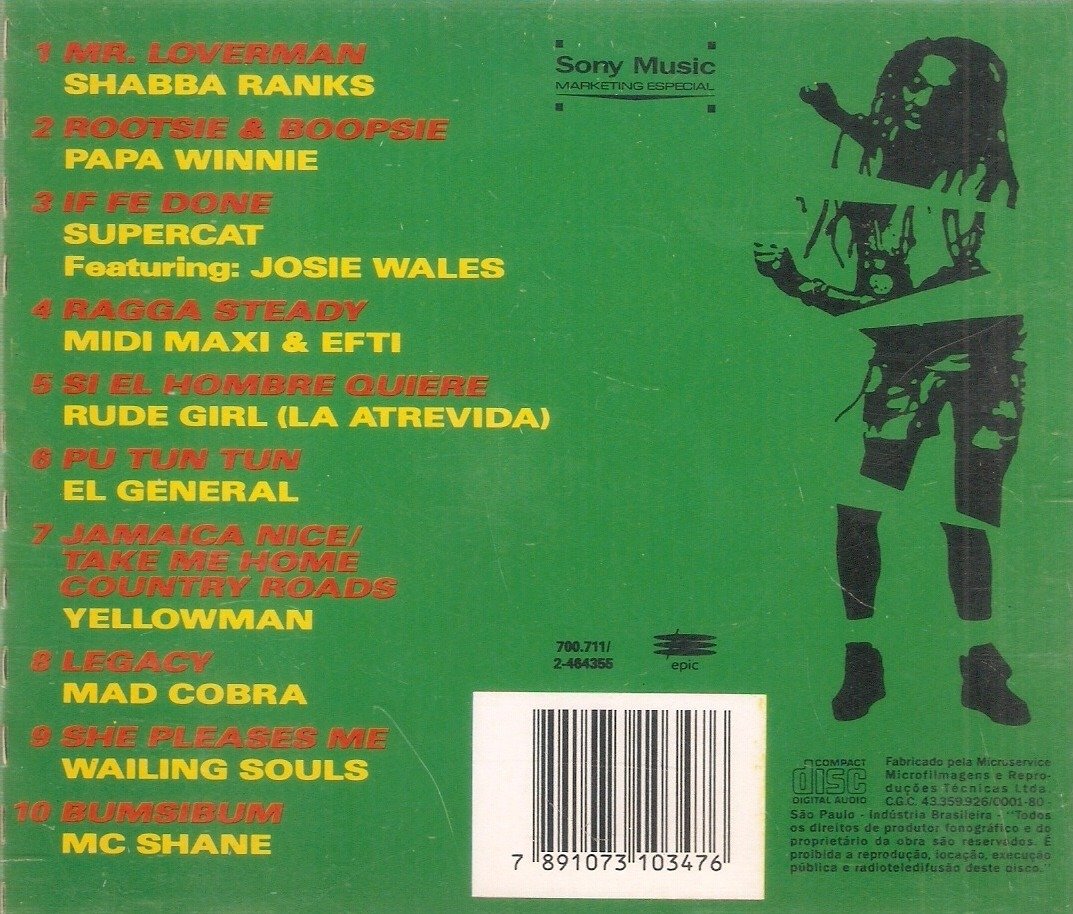 1 MR. LOVERMAN
SHABBA RANKS
2 ROOTSIE & BOOPSIE
PAPA WINNIE
3 IF FE DONE
SUPERCAT
Featuring: JOSIE WALES
4 RAGGA STEADY
MIDI MAXI & EFTI
5 SI EL HOMBRE QUIERE
RUDE GIRL (LA ATREVIDA)
6 PU TUN TUN
EL GENERAL
7 JAMAICA NICE/
TAKE ME HOME
COUNTRY ROADS
YELLOWMAN
8 LEGACY
MAD COBRA
9 SHE PLEASES ME
WAILING SOULS
10 BUMSIBUM
MC SHANE
Sony Music
MARKETING ESPECIAL
700.711/
2-464355
epic
7 891073 103476
COMPACT
disc
DIGITAL AUDIO
Fabricado pela Microservice
Microfilmagens e Repro-
duções Técnicas Ltda.
C.G.C. 43.359.926/0001-80 -
São Paulo - Indústria Brasileira - "Todos
os direitos de produtor fonográfico e do
proprietário da obra são reservados. É
proibida a reprodução, locação, execução
pública e radioteledifusão deste disco."